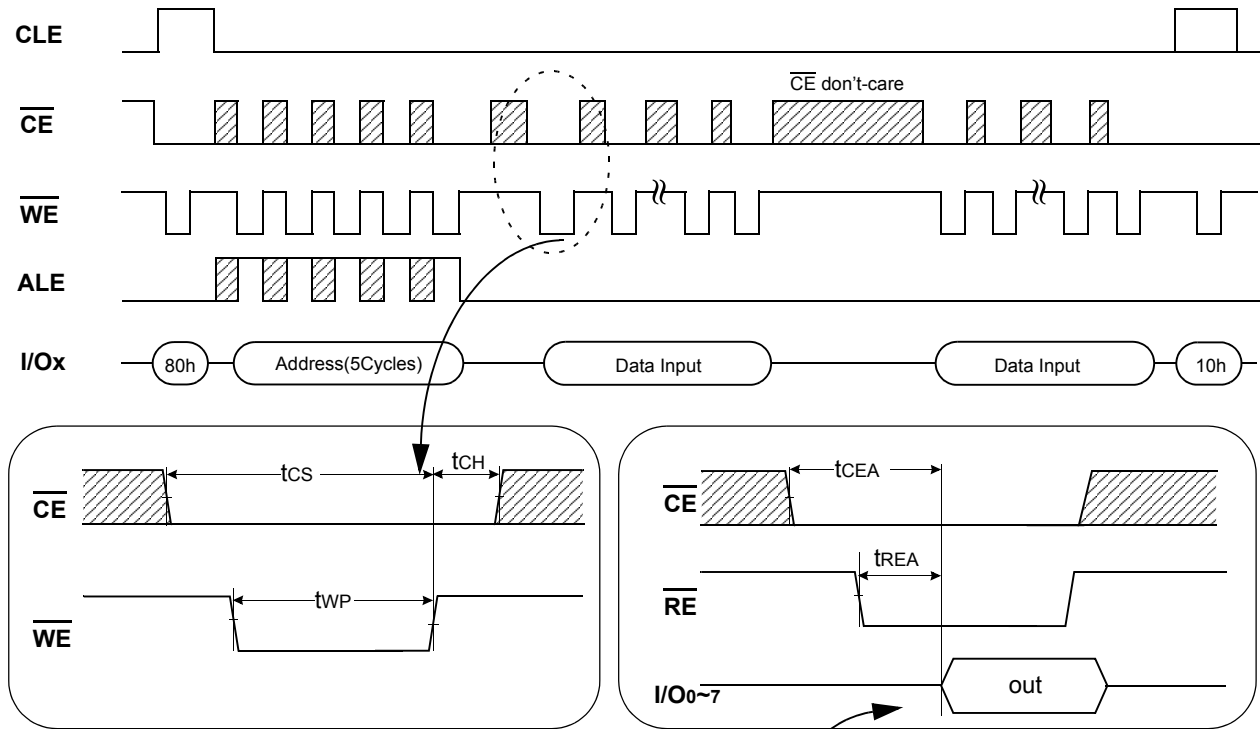 CLE
CE don't-care
CE
WE
ALE
I/Ox
80h
Address(5Cycles)
Data Input
Data Input
10h
tCS
tCH
CE
tWP
WE
tCEA
CE
tREA
RE
I/O0~7
out